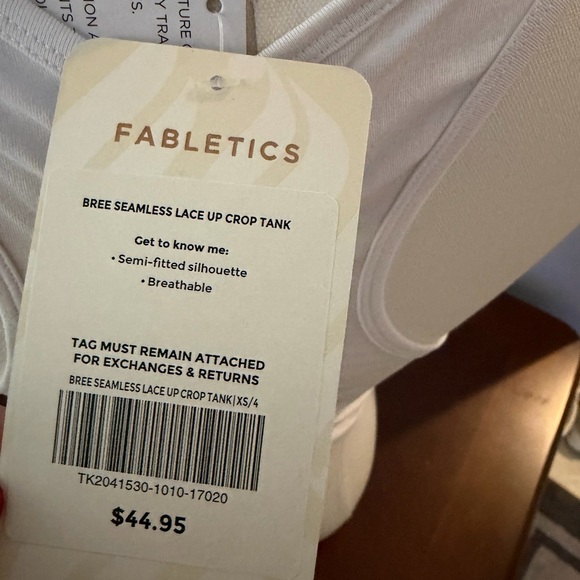 FABLETICS
BREE SEAMLESS LACE UP CROP TANK
Get to know me:
• Semi-fitted silhouette
• Breathable
TAG MUST REMAIN ATTACHED
FOR EXCHANGES & RETURNS
BREE SEAMLESS LACE UP CROP TANK|XS/4
TK2041530-1010-17020
$44.95